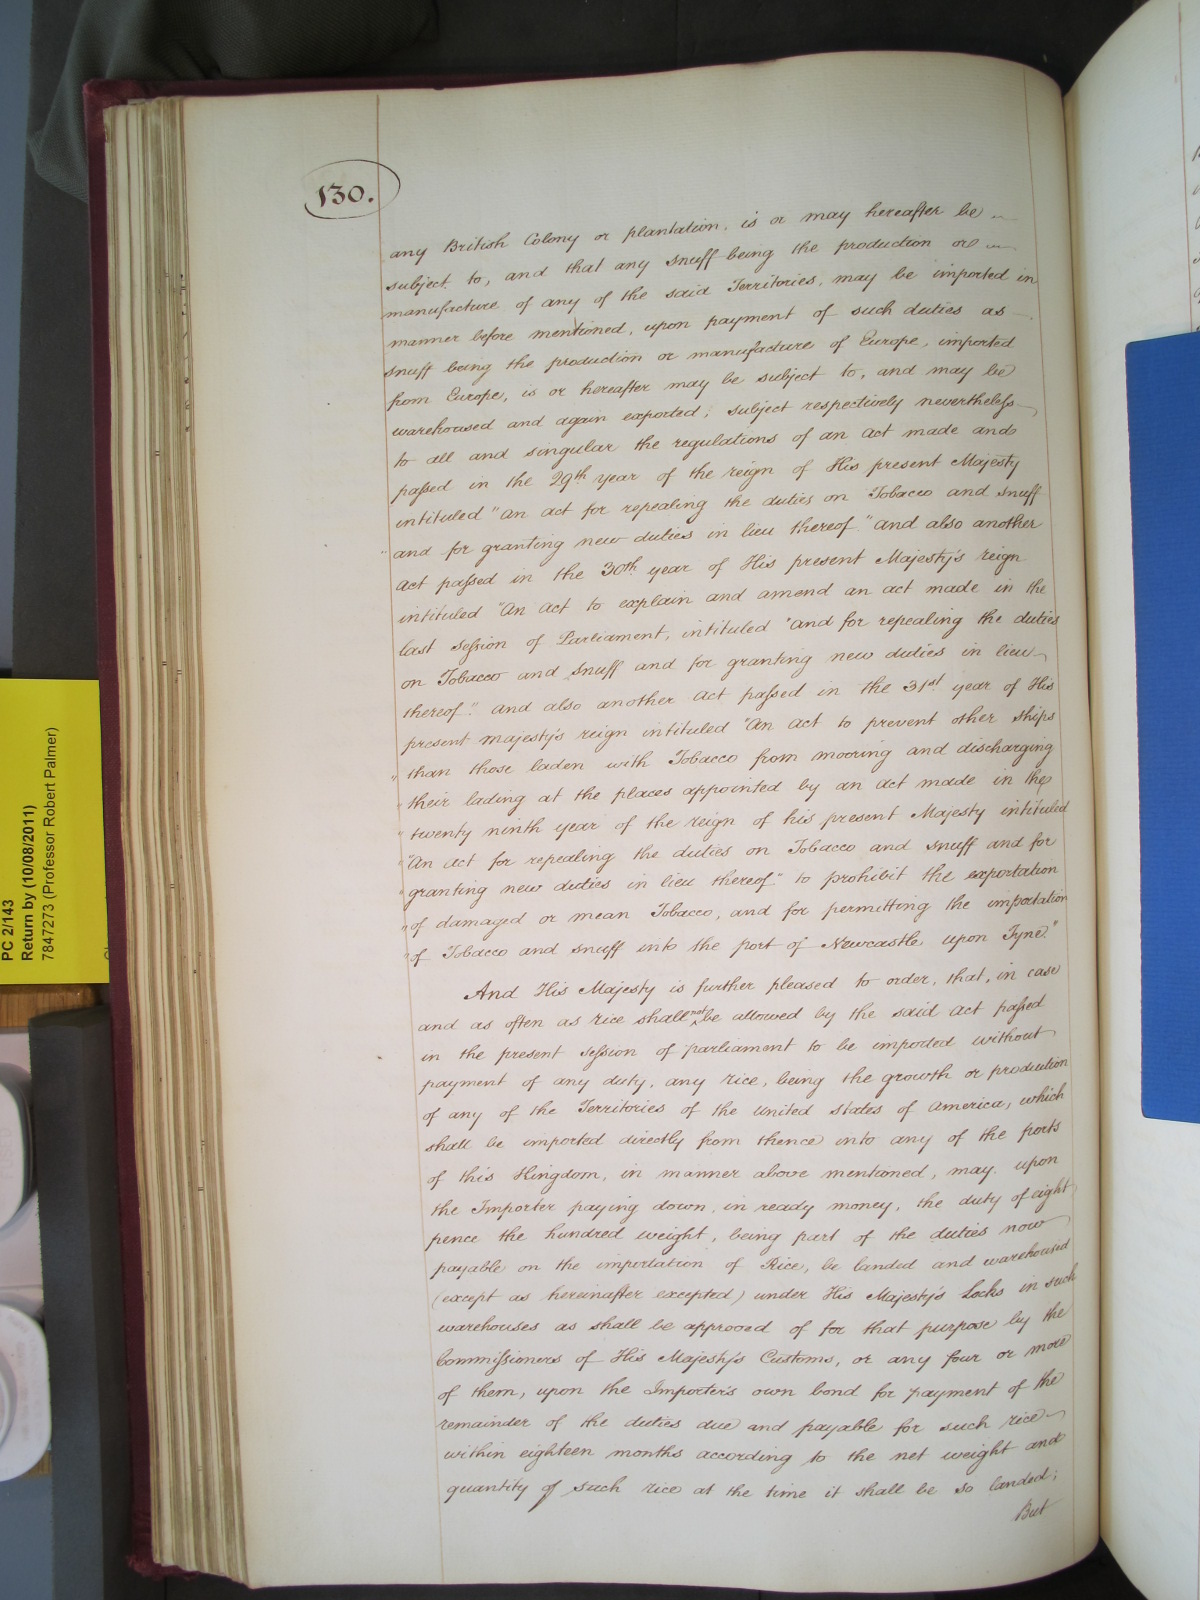 130.
any British Colony or plantation, is or may hereafter be
subject to, and that any snuff being the production or
manufacture of any of the said Territories, may be imported in
manner before mentioned, upon payment of such duties as
snuff being the production or manufacture of Europe, imported
from Europe, is or hereafter may be subject to, and may be
warehoused and again exported; subject respectively nevertheless
to all and singular the regulations of an Act made and
passed in the 29th year of the reign of His present Majesty
intituled "An act for repealing the duties on Tobacco and snuff
"and for granting new duties in lieu thereof" and also another
Act passed in the 30th year of His present Majesty's reign
intituled "An Act to explain and amend an act made in the
last session of Parliament, intituled "and for repealing the duties
on Tobacco and snuff and for granting new duties in lieu
thereof." and also another Act passed in the 31st year of His
present majesty's reign intituled "An Act to prevent other ships
"than those laden with Tobacco from mooring and discharging
"their lading at the places appointed by an Act made in the
"twenty ninth year of the reign of his present Majesty intituled
"An act for repealing the duties on Tobacco and snuff and for
"granting new duties in lieu thereof" to prohibit the exportation
"of damaged or mean Tobacco, and for permitting the importation
"of Tobacco and snuff into the port of Newcastle upon Tyne."
And His Majesty is further pleased to order, that, in case
and as often as rice shall not be allowed by the said Act passed
in the present session of parliament to be impoded without
payment of any duty, any rice, being the growth or production
of any of the Territories of the United States of America, which
shall be imported directly from thence into any of the ports
of this Kingdom, in manner above mentioned, may upon
the Importer paying down, in ready money, the duty of eight
pence the hundred weight, being part of the duties now
payable on the importation of Rice, be landed and warehoused
(except as hereinafter excepted) under His Majesty's Locks in such
warehouses as shall be approved of for that purpose by the
Commissioners of His Majesty's Customs, or any four or more
of them, upon the Importer's own bond for payment of the
remainder of the duties due and payable for such rice
within eighteen months according to the net weight and
quantity of such rice at the time it shall be so landed;
But
PC 2/143
Return by (10/08/2011)
7847273 (Professor Robert Palmer)